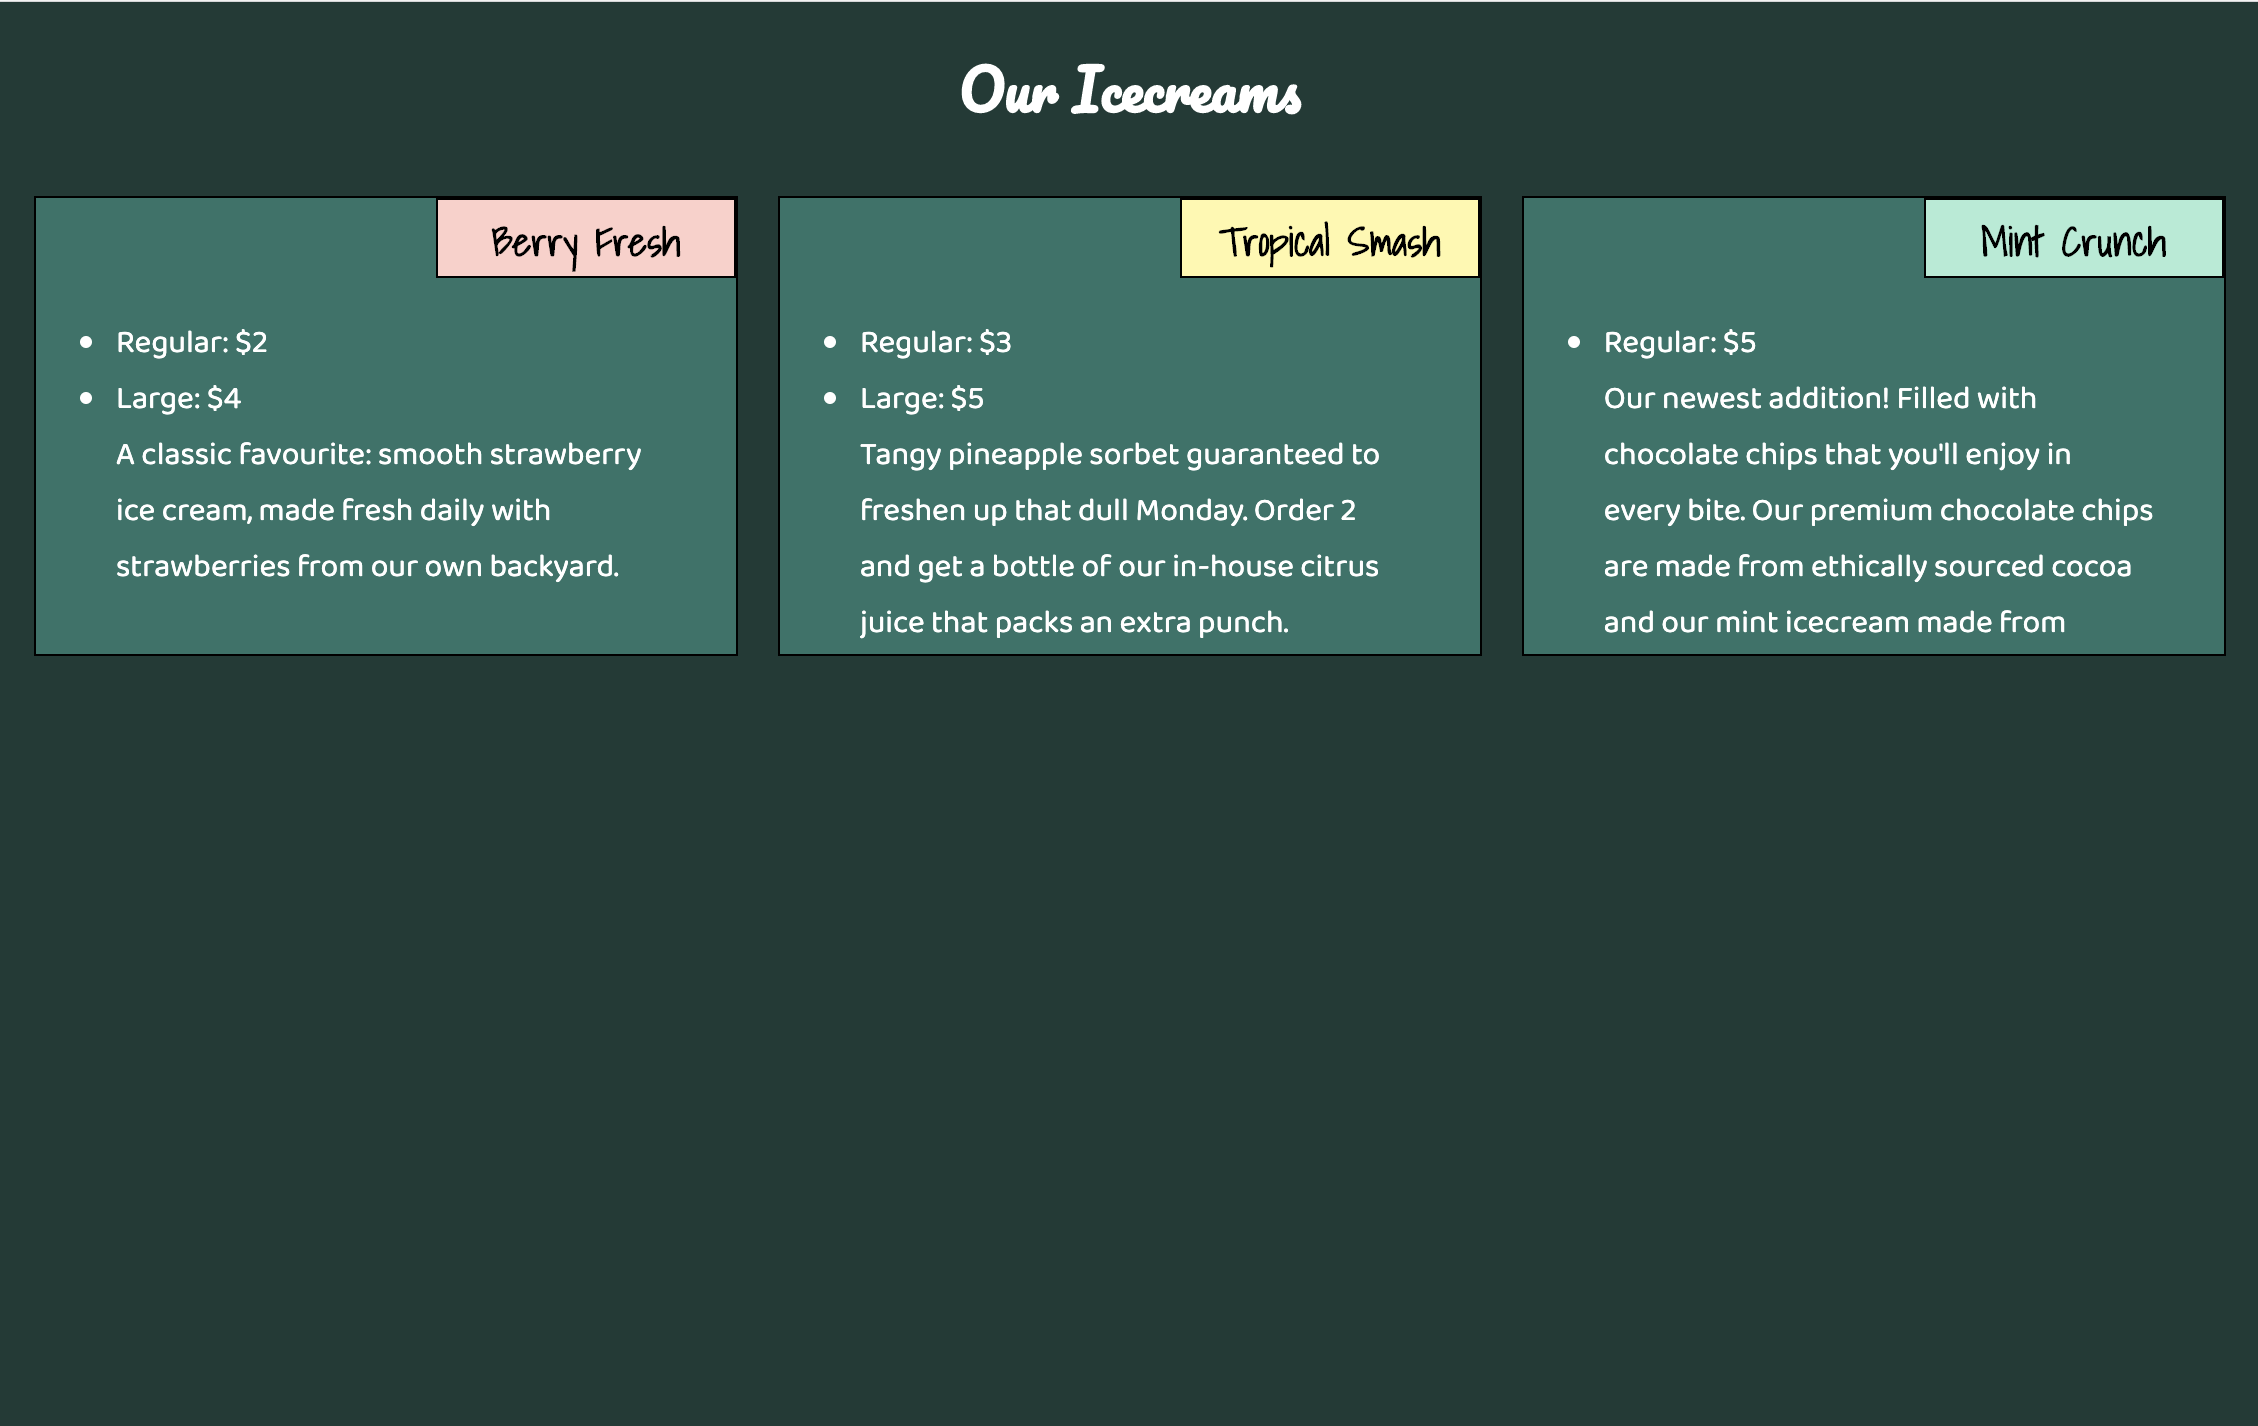 Our Icecreams
Berry Fresh
• Regular: $2
• Large: $4
A classic favourite: smooth strawberry
ice cream, made fresh daily with
strawberries from our own backyard.
Tropical Smash
• Regular: $3
• Large: $5
Tangy pineapple sorbet guaranteed to
freshen up that dull Monday. Order 2
and get a bottle of our in-house citrus
juice that packs an extra punch.
Mint Crunch
• Regular: $5
Our newest addition! Filled with
chocolate chips that you'll enjoy in
every bite. Our premium chocolate chips
are made from ethically sourced cocoa
and our mint icecream made from